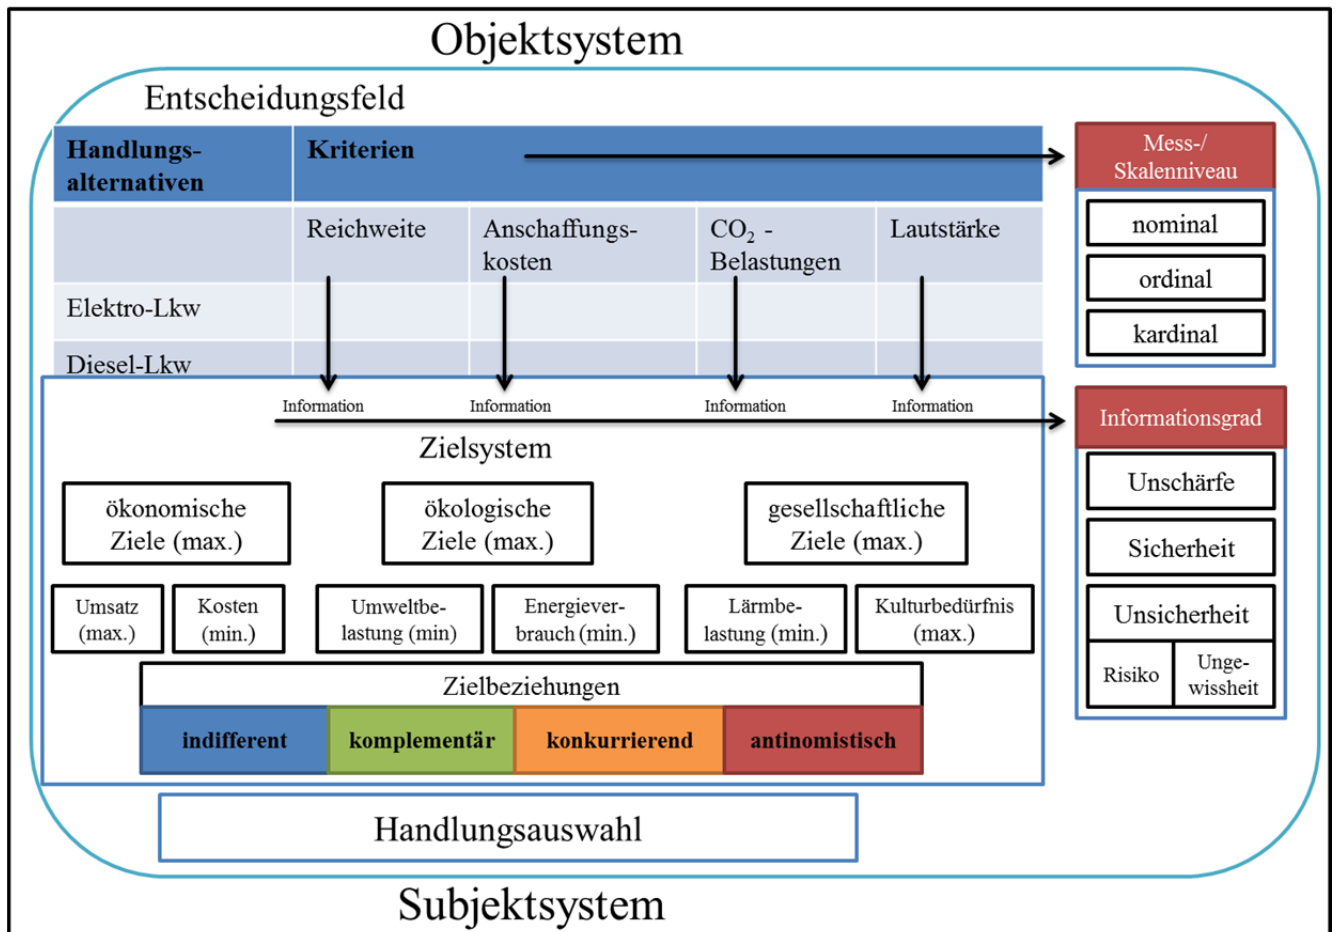 Objektsystem
Entscheidungsfeld
Handlungs-
alternativen
Kriterien
Reichweite
Anschaffungs-
kosten
CO₂ -
Belastungen
Lautstärke
Elektro-Lkw
Diesel-Lkw
Mess-/
Skalenniveau
nominal
ordinal
kardinal
Information
Information
Information
Information
Informationsgrad
Unschärfe
Sicherheit
Unsicherheit
Risiko
Unge-
wissheit
Zielsystem
ökonomische
Ziele (max.)
ökologische
Ziele (max.)
gesellschaftliche
Ziele (max.)
Umsatz
(max.)
Kosten
(min.)
Umweltbe-
lastung (min)
Energiever-
brauch (min.)
Lärmbe-
lastung (min.)
Kulturbedürfnis
(max.)
Zielbeziehungen
indifferent
komplementär
konkurrierend
antinomistisch
Handlungsauswahl
Subjektsystem